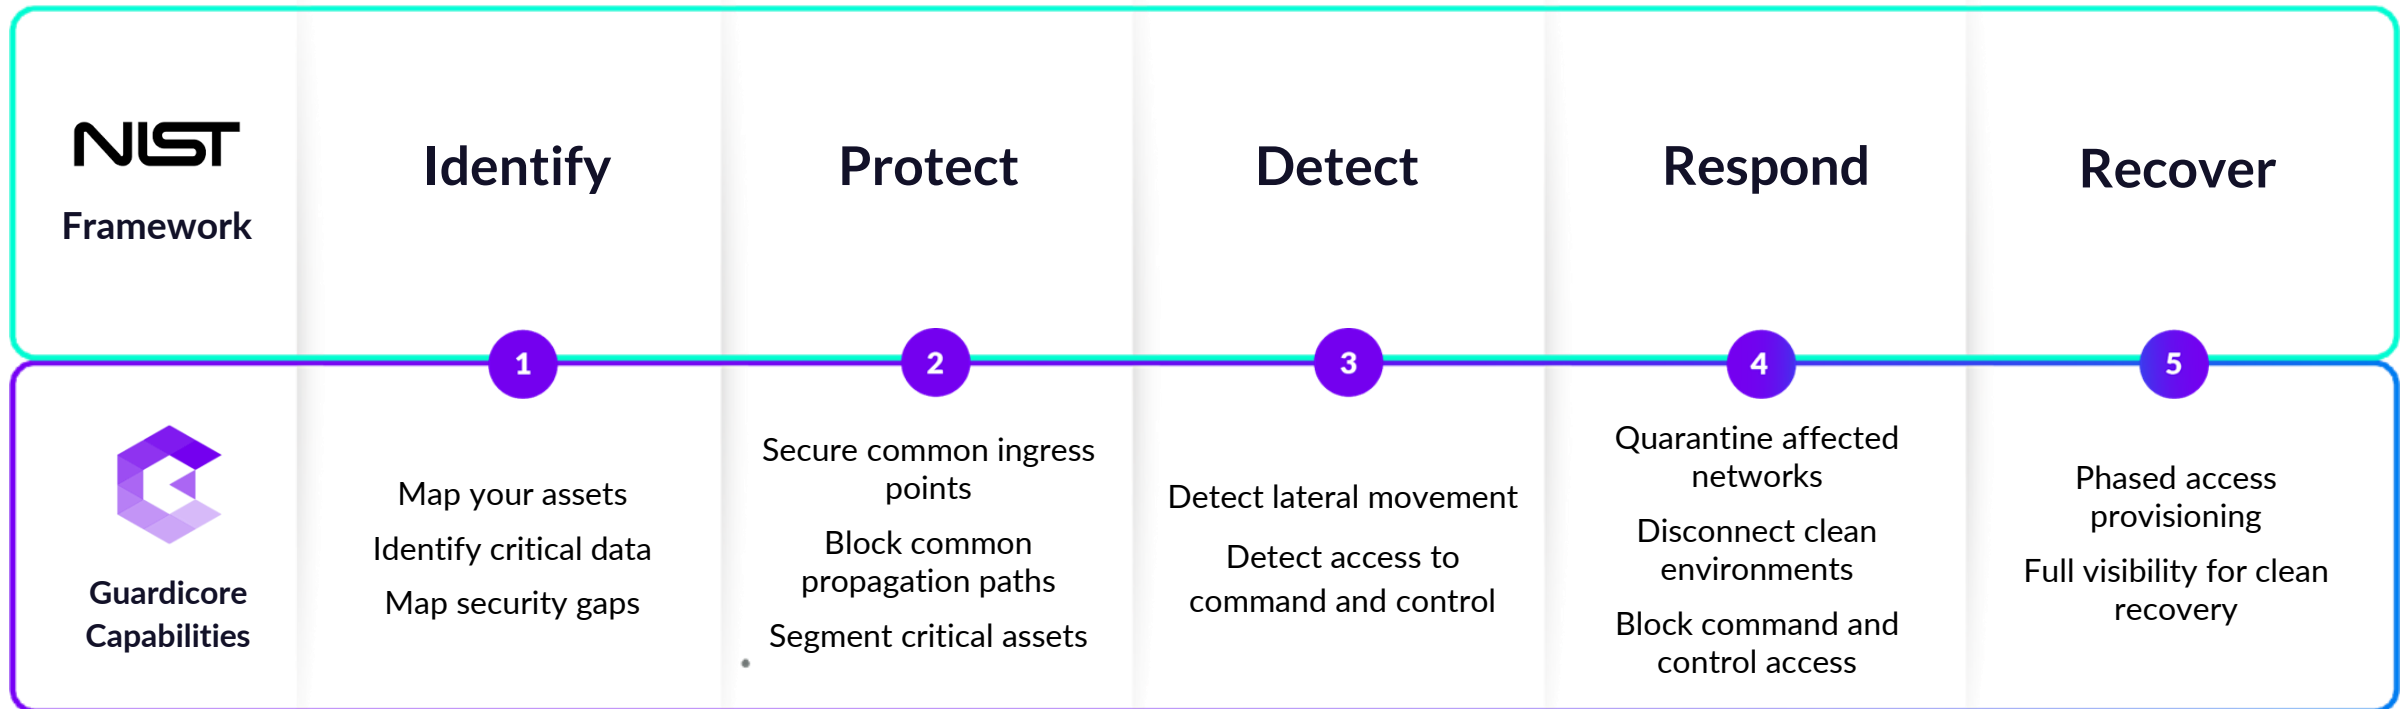 NIST
Framework
Identify
Protect
Detect
Respond
Recover
1
2
3
4
5
Guardicore
Capabilities
Map your assets
Identify critical data
Map security gaps
Secure common ingress
points
Block common
propagation paths
Segment critical assets
Detect lateral movement
Detect access to
command and control
Quarantine affected
networks
Disconnect clean
environments
Block command and
control access
Phased access
provisioning
Full visibility for clean
recovery